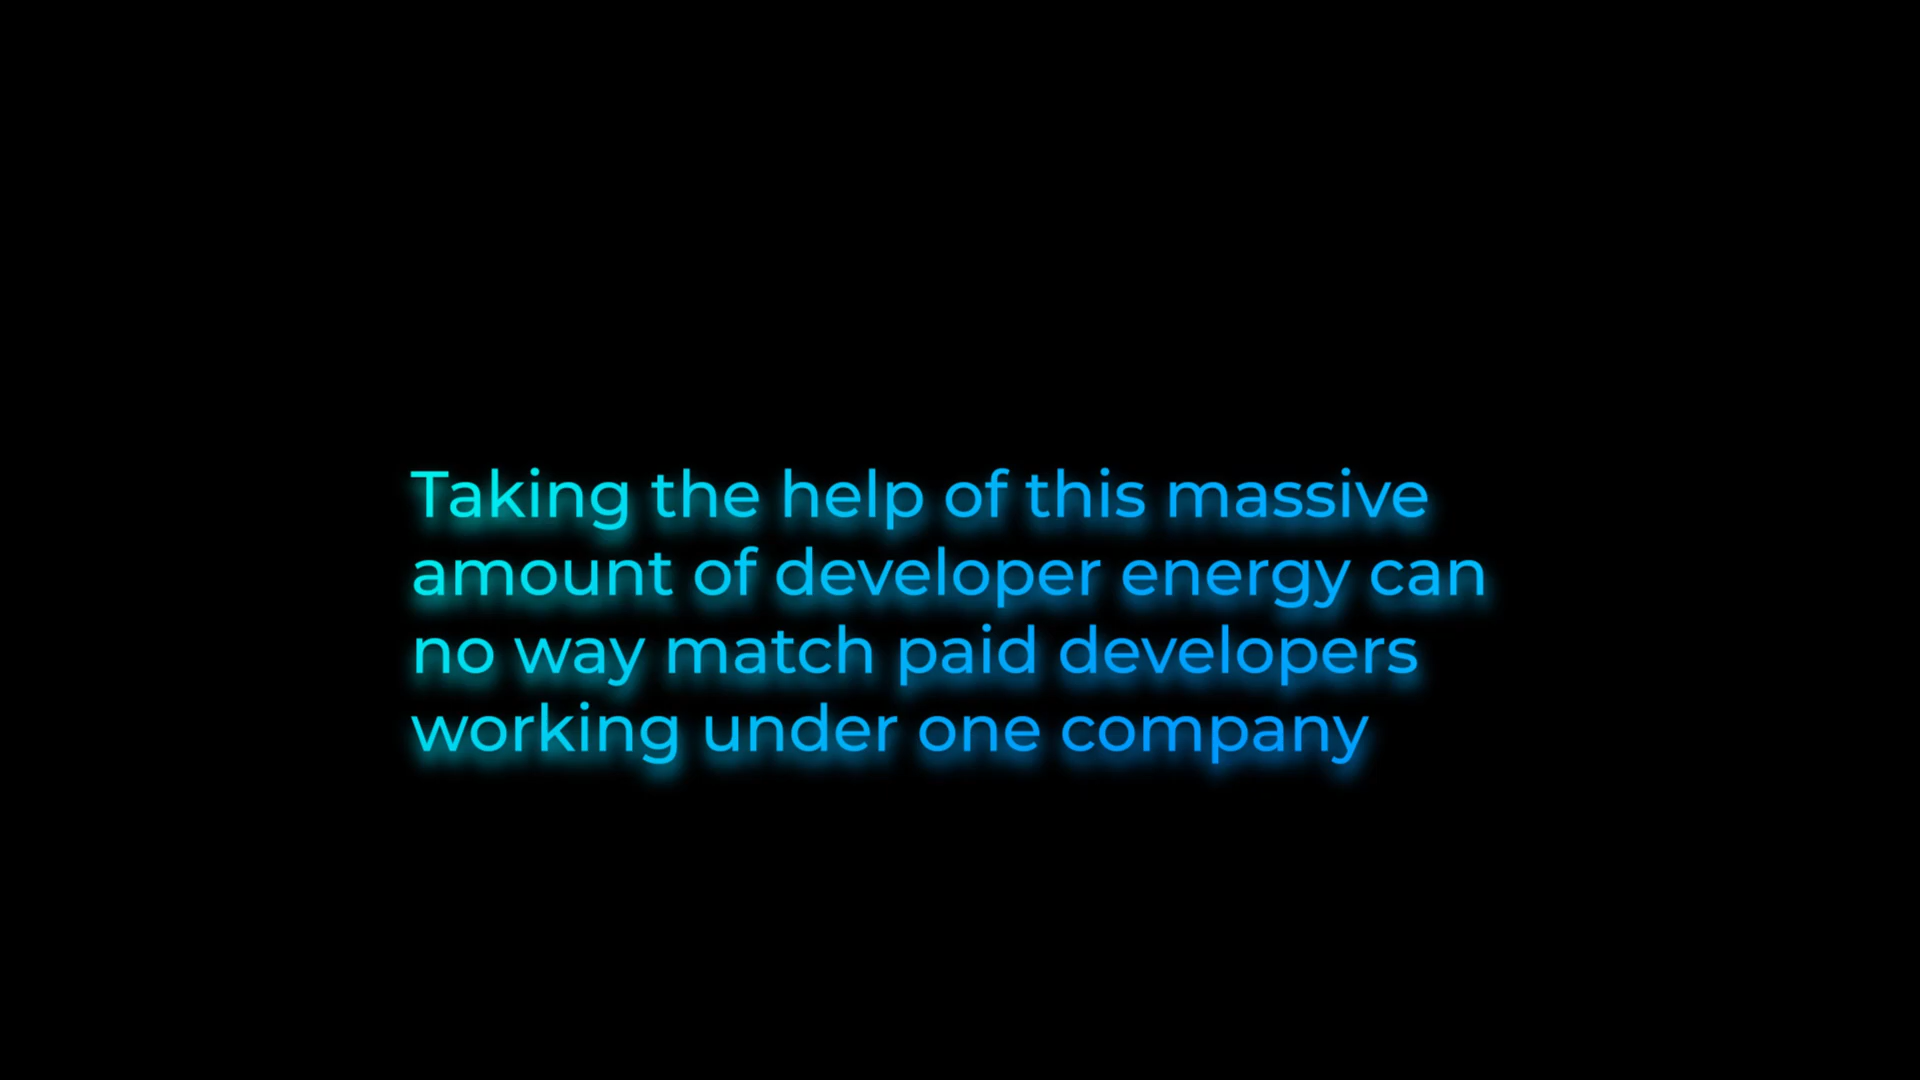 Taking the help of this massive
amount of developer energy can
no way match paid developers
working under one company